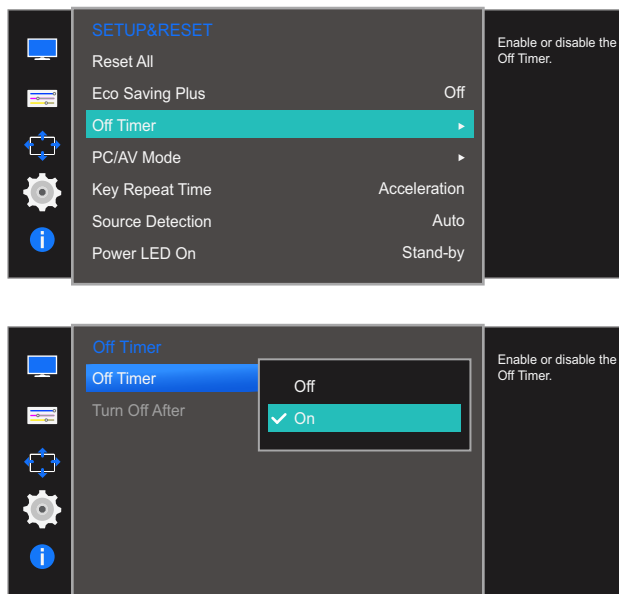 SETUP&RESET
Reset All
Eco Saving Plus Off
Off Timer
PC/AV Mode
Key Repeat Time Acceleration
Source Detection Auto
Power LED On Stand-by
Enable or disable the
Off Timer.
Off Timer
Off Timer
Turn Off After
Off
On
Enable or disable the
Off Timer.